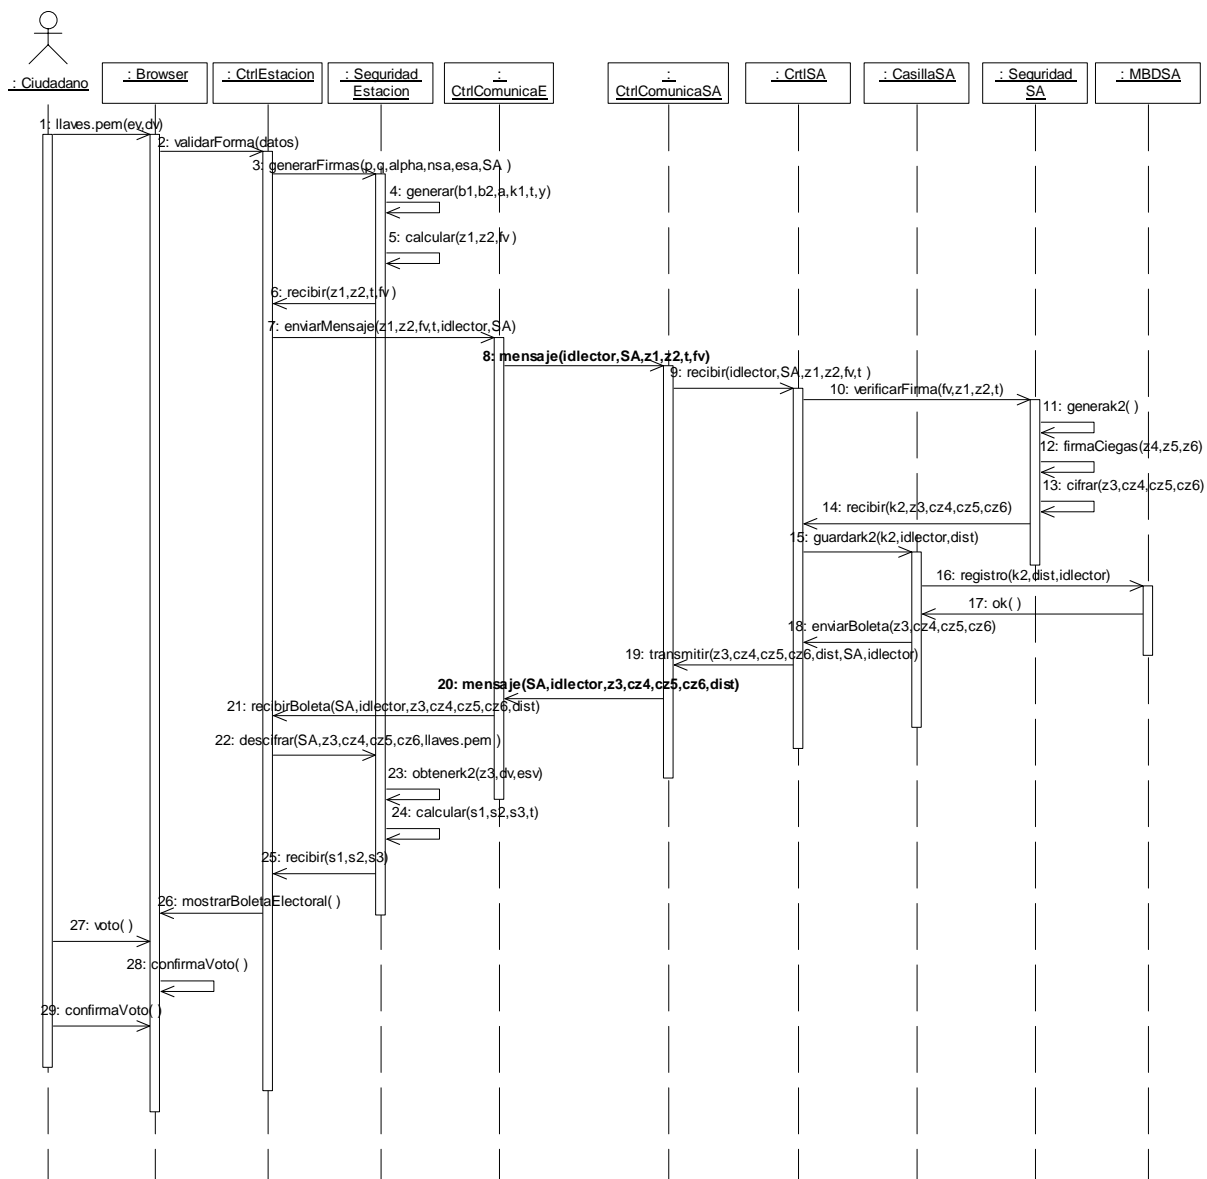 : Ciudadano
: Browser
: CtrlEstacion
: Seguridad
Estacion
:
CtrlComunicaE
:
CtrlComunicaSA
: CrtlSA
: CasillaSA
: Seguridad
SA
: MBDSA
1: llaves.pem(ev,dv)
2: validarForma(datos)
3: generarFirmas(p,q,alpha,nsa,esa,SA )
4: generar(b1,b2,a,k1,t,y)
5: calcular(z1,z2,fv )
6: recibir(z1,z2,t,fv )
7: enviarMensaje(z1,z2,fv,t,idlector,SA)
8: mensaje(idlector,SA,z1,z2,t,fv)
9: recibir(idlector,SA,z1,z2,fv,t )
10: verificarFirma(fv,z1,z2,t)
11: generak2( )
12: firmaCiegas(z4,z5,z6)
13: cifrar(z3,cz4,cz5,cz6)
14: recibir(k2,z3,cz4,cz5,cz6)
15: guardark2(k2,idlector,dist)
16: registro(k2,dist,idlector)
17: ok( )
18: enviarBoleta(z3,cz4,cz5,cz6)
19: transmitir(z3,cz4,cz5,cz6,dist,SA,idlector)
20: mensaje(SA,idlector,z3,cz4,cz5,cz6,dist)
21: recibirBoleta(SA,idlector,z3,cz4,cz5,cz6,dist)
22: descifrar(SA,z3,cz4,cz5,cz6,llaves.pem )
23: obtenerk2(z3,dv,esv)
24: calcular(s1,s2,s3,t)
25: recibir(s1,s2,s3)
26: mostrarBoletaElectoral( )
27: voto( )
28: confirmaVoto( )
29: confirmaVoto( )